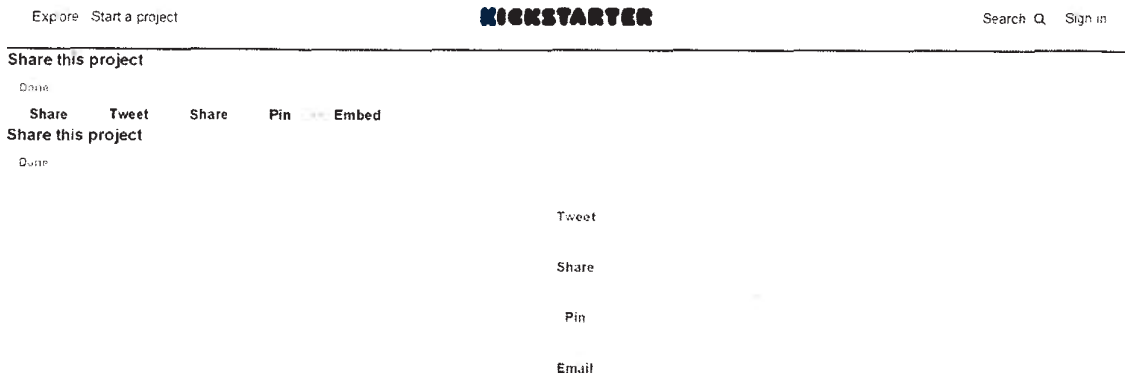 Explore Start a project KICKSTARTER Search Sign in
Share this project
Done
Share Tweet Share Pin Embed
Share this project
Done
Tweet
Share
Pin
Email